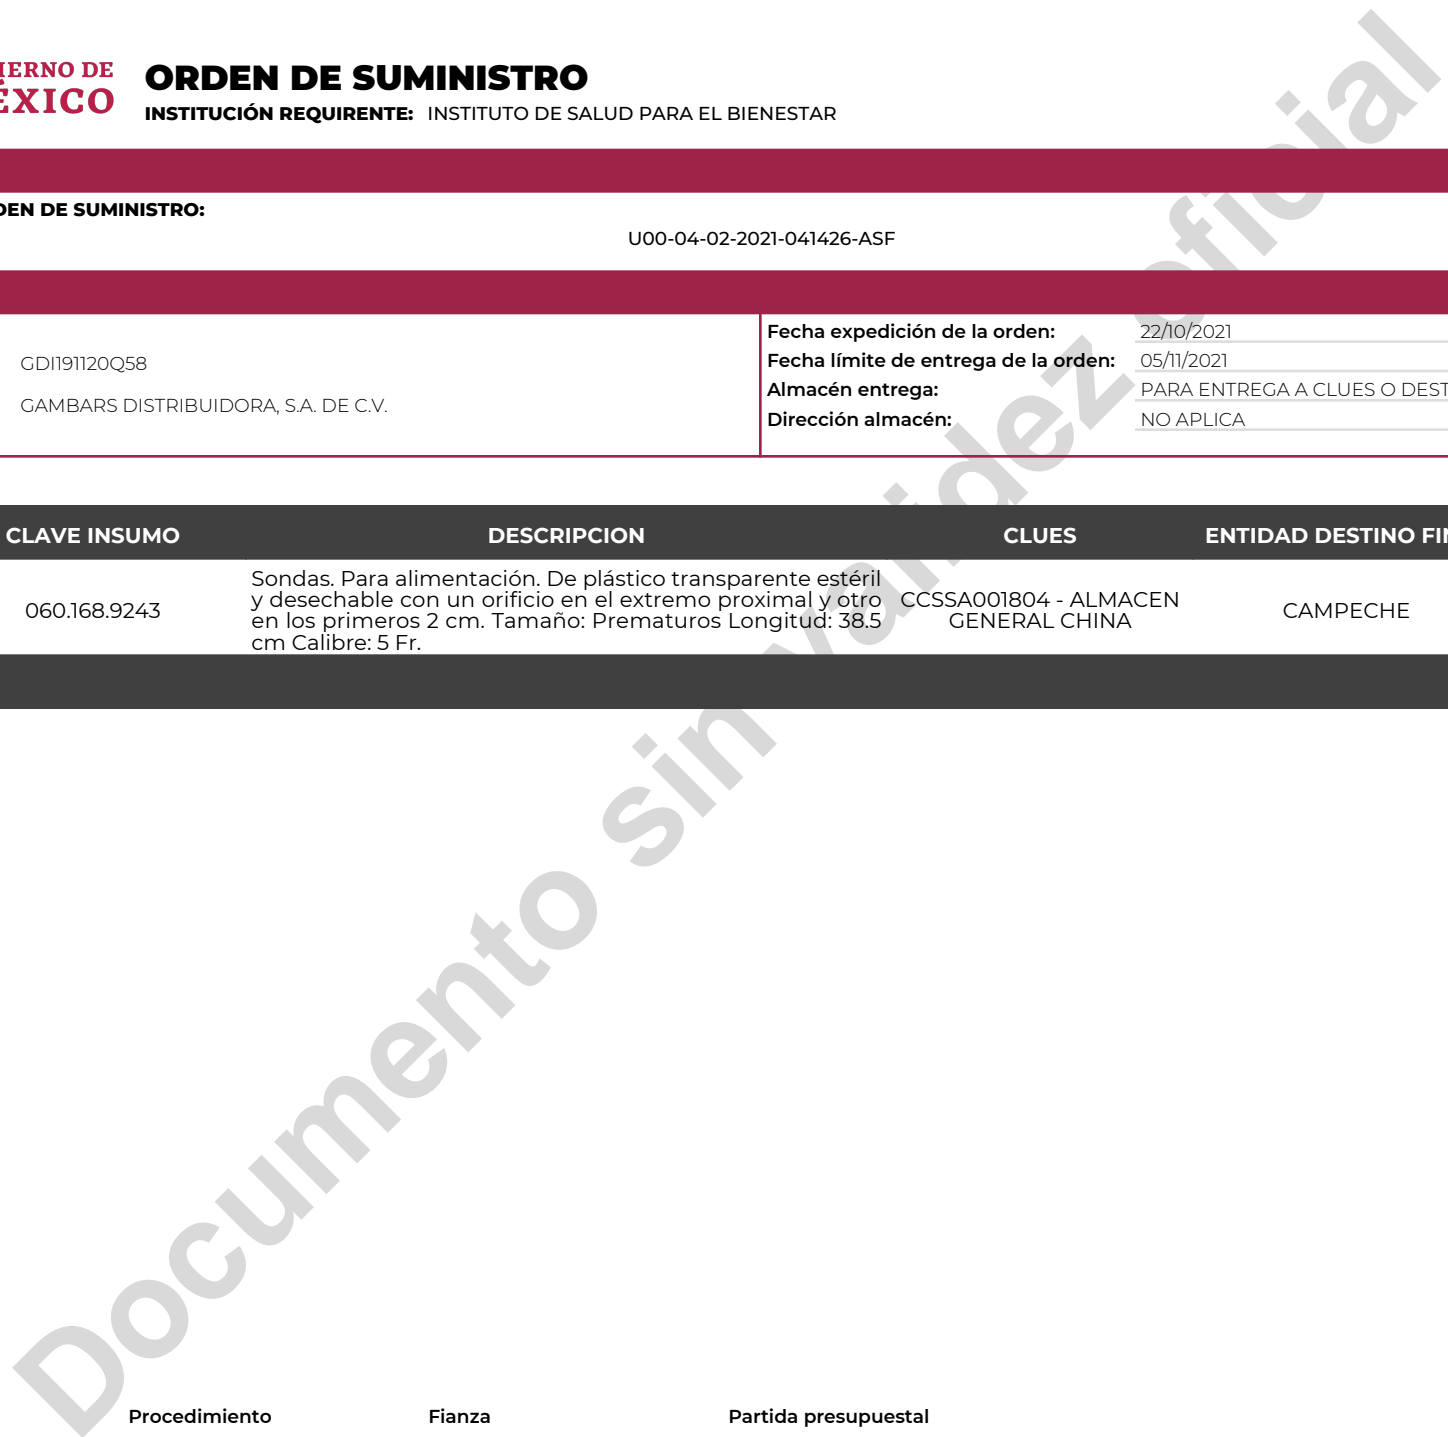 IERNO DE
ÉXICO
ORDEN DE SUMINISTRO
INSTITUCIÓN REQUIRENTE: INSTITUTO DE SALUD PARA EL BIENESTAR
DEN DE SUMINISTRO:
U00-04-02-2021-041426-ASF
GDI191120Q58
GAMBARS DISTRIBUIDORA, S.A. DE C.V.
Fecha expedición de la orden: 22/10/2021
Fecha límite de entrega de la orden: 05/11/2021
Almacén entrega: PARA ENTREGA A CLUES O DEST
Dirección almacén: NO APLICA
CLAVE INSUMO DESCRIPCION CLUES ENTIDAD DESTINO FIN
060.168.9243
Sondas. Para alimentación. De plástico transparente estéril
y desechable con un orificio en el extremo proximal y otro
en los primeros 2 cm. Tamaño: Prematuros Longitud: 38.5
cm Calibre: 5 Fr.
CCSSA001804 - ALMACEN
GENERAL CHINA
CAMPECHE
Documento sin validez oficial
Procedimiento Fianza Partida presupuestal